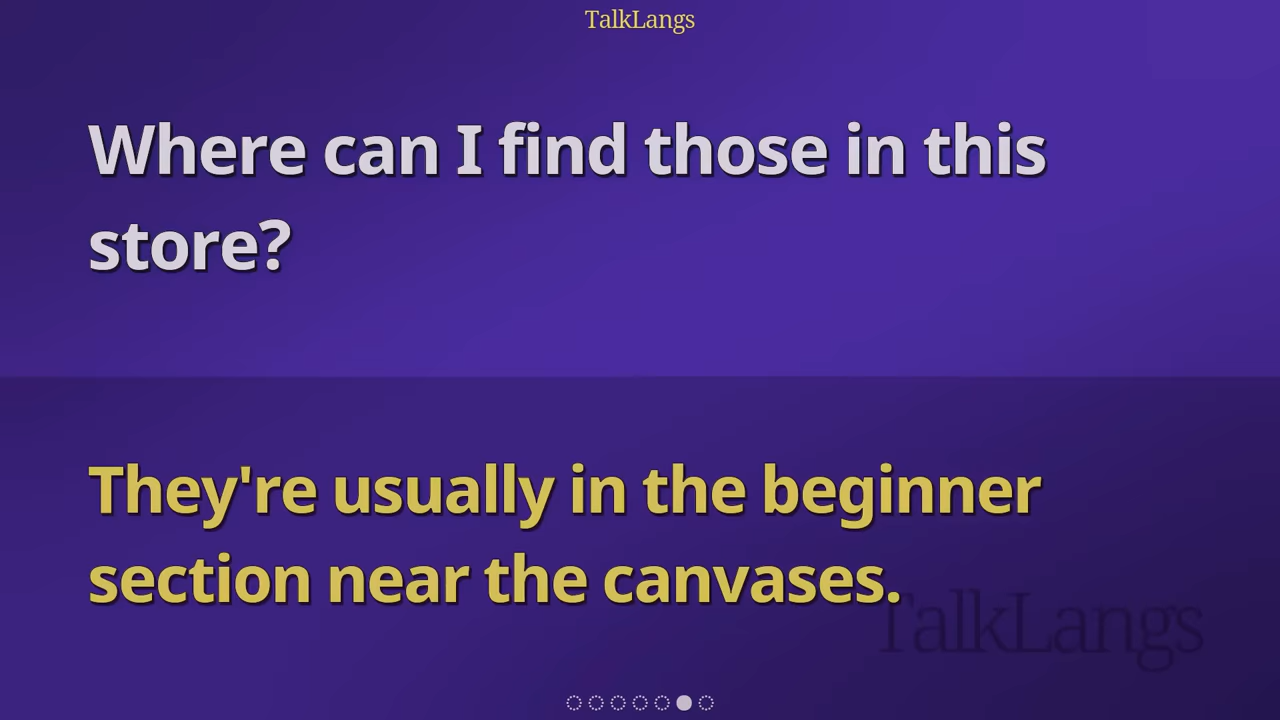 TalkLangs
Where can I find those in this
store?
They're usually in the beginner
section near the canvases.
TalkLangs